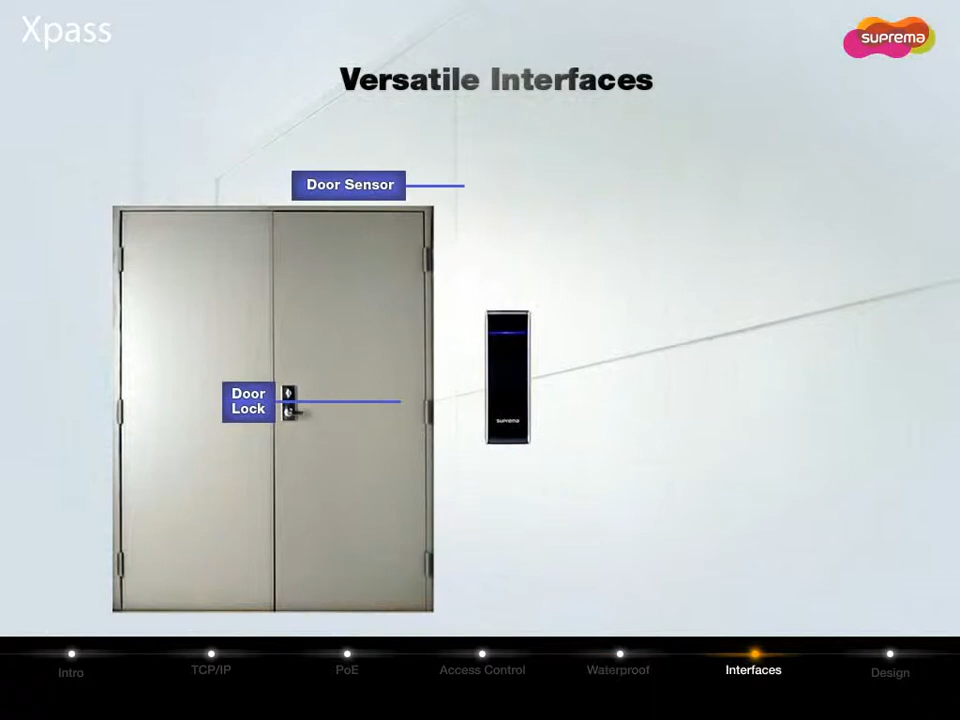 Xpass
suprema
Versatile Interfaces
Door Sensor
Door
Lock
suprema
Intro
TCP/IP
PoE
Access Control
Waterproof
Interfaces
Design